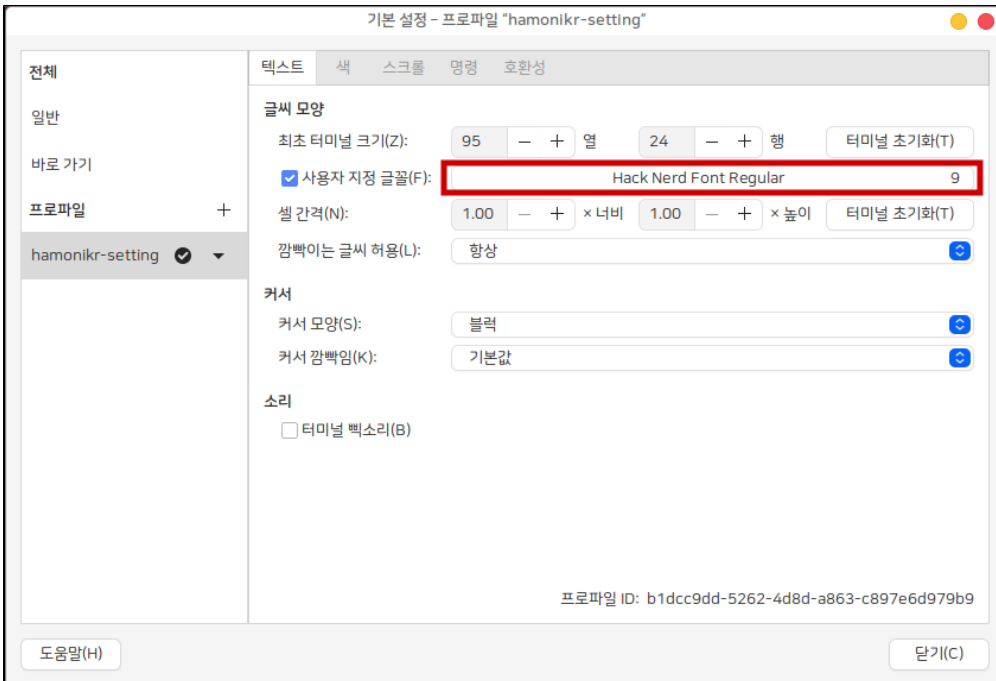 기본 설정 – 프로파일 “hamonikr-setting”
전체
일반
바로 가기
프로파일 +
hamonikr-setting
텍스트 색 스크롤 명령 호환성
글씨 모양
최초 터미널 크기(Z): 95 − + 열 24 − + 행 터미널 초기화(T)
사용자 지정 글꼴(F): Hack Nerd Font Regular 9
셀 간격(N): 1.00 − + × 너비 1.00 − + × 높이 터미널 초기화(T)
깜빡이는 글씨 허용(L): 항상
커서
커서 모양(S): 블럭
커서 깜빡임(K): 기본값
소리
터미널 삑소리(B)
프로파일 ID: b1dcc9dd-5262-4d8d-a863-c897e6d979b9
도움말(H) 닫기(C)